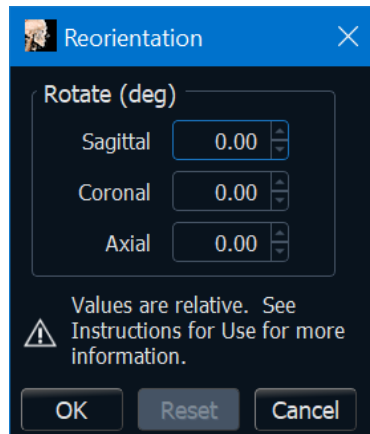 Reorientation
Rotate (deg)
Sagittal 0.00
Coronal 0.00
Axial 0.00
Values are relative. See
Instructions for Use for more
information.
OK Reset Cancel